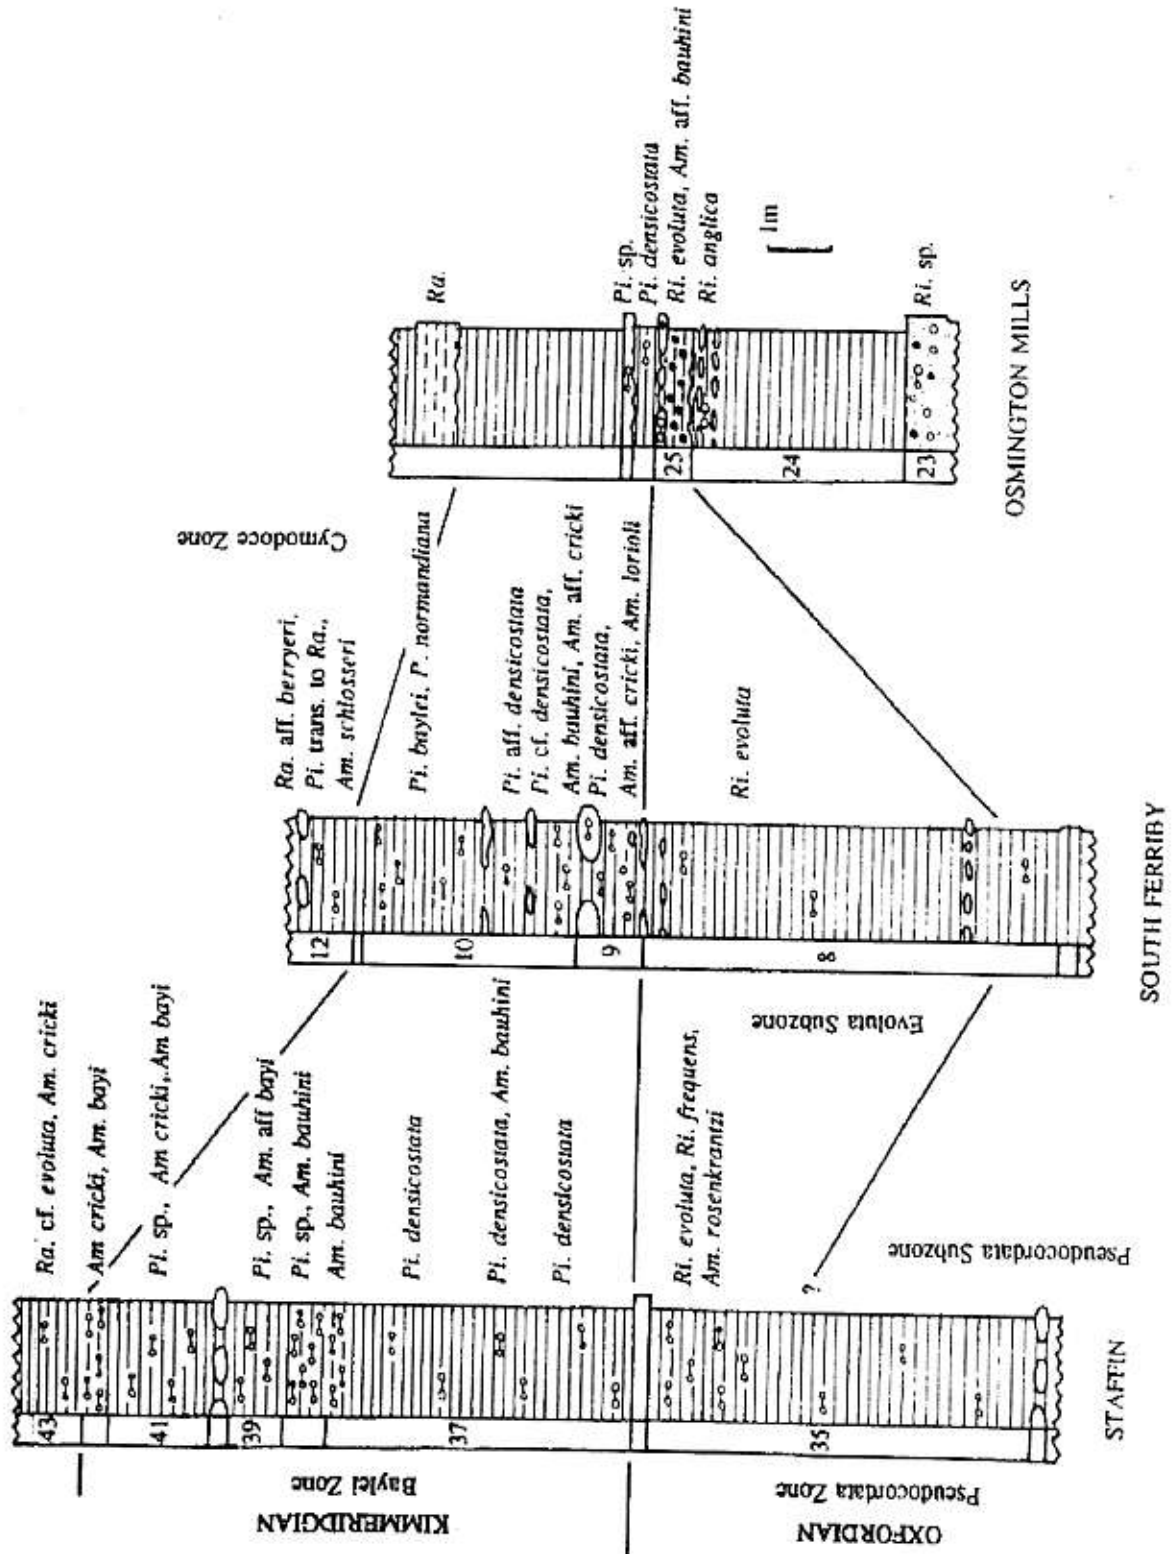 KIMMERIDGIAN
OXFORDIAN
Baylei Zone
Pseudocordata Zone
43
41
39
37
35
Ra. cf. evoluta, Am. cricki
Am cricki, Am. bayi
Pi. sp., Am cricki, Am bayi
Pi. sp., Am. aff bayi
Pi. sp., Am. bauhini
Am. bauhini
Pi. densicostata
Pi. densicostata, Am. bauhini
Pi. densicostata
Ri. evoluta, Ri. frequens,
Am. rosenkrantzi
?
STAFFIN
Evoluta Subzone
Pseudocordata Subzone
12
10
9
8
Ra. aff. berryeri,
Pi. trans. to Ra.,
Am. schlosseri
Pi. baylei, P. normandiana
Pi. aff. densicostata
Pi. cf. densicostata,
Am. bauhini, Am. aff. cricki
Pi. densicostata,
Am. aff. cricki, Am. lorioli
Ri. evoluta
SOUTH FERRIBY
Cymodoce Zone
25
24
23
Ra.
Pi. sp.
Pi. densicostata
Ri. evoluta, Am. aff. bauhini
Ri. anglica
1m
Ri. sp.
OSMINGTON MILLS